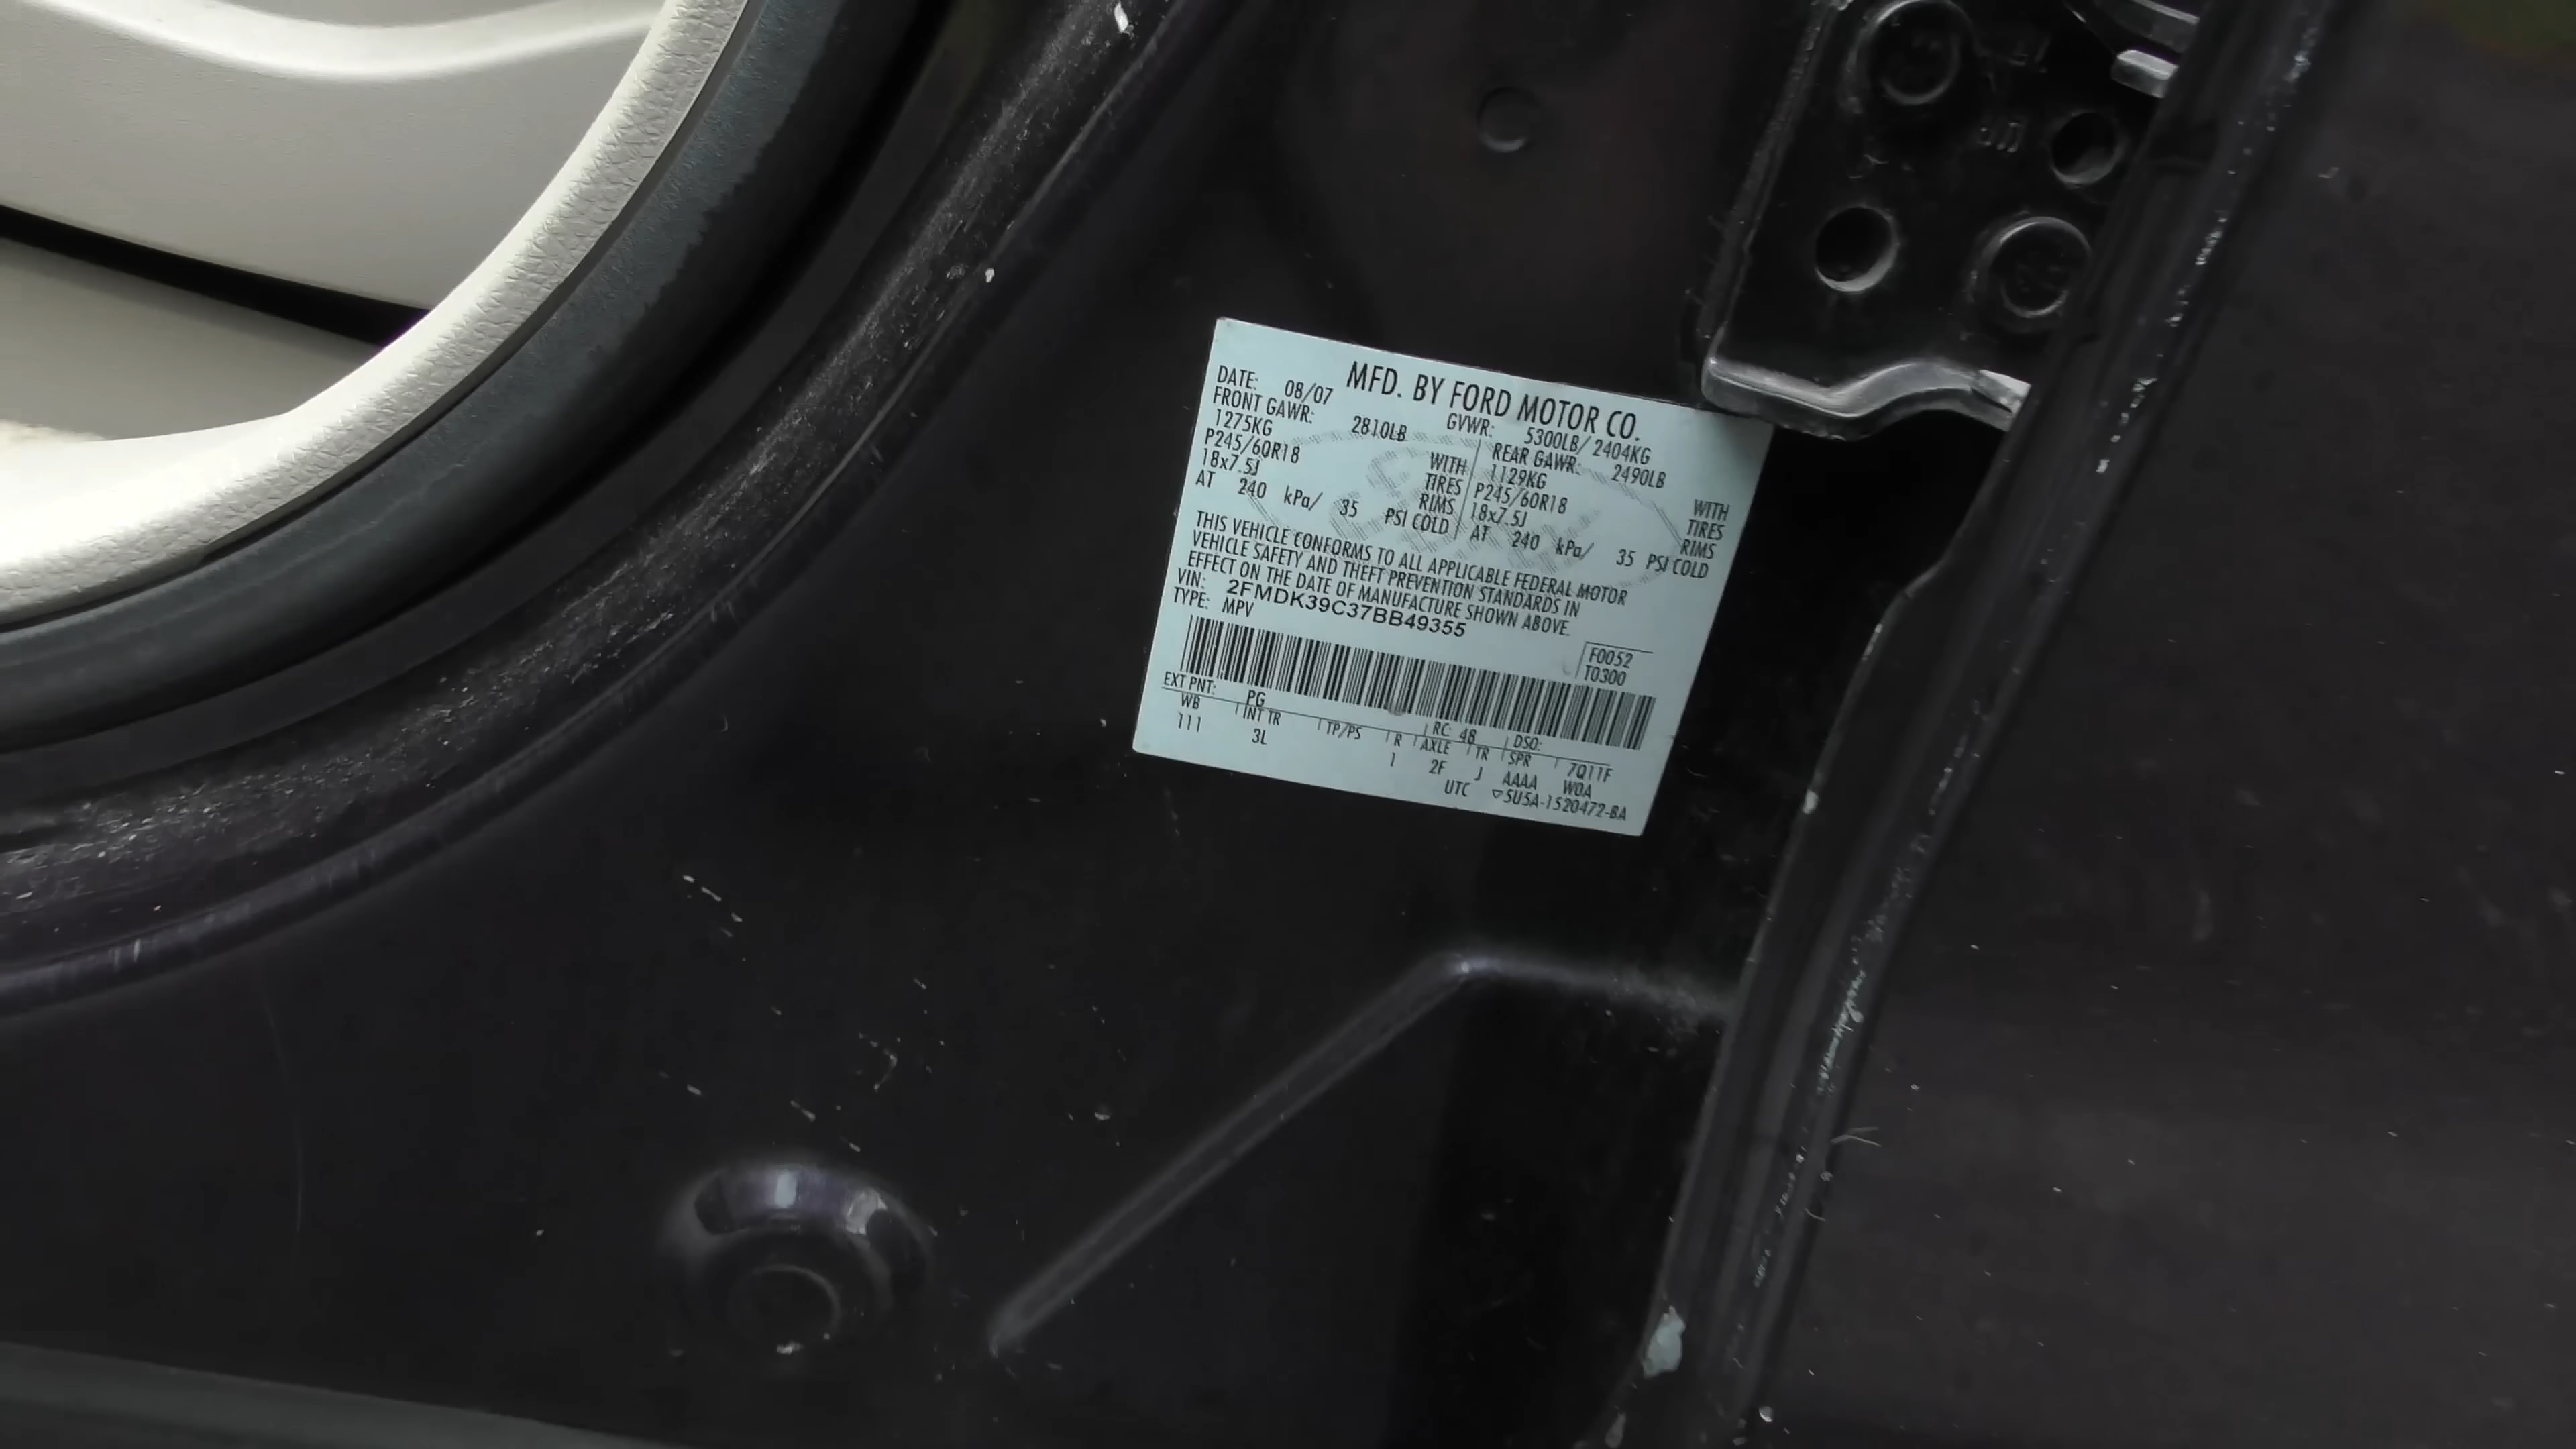 MFD. BY FORD MOTOR CO.
DATE: 08/07 GVWR: 5300LB/ 2404KG
FRONT GAWR: 2810LB REAR GAWR: 2490LB
1275KG WITH 1129KG WITH
P245/60R18 TIRES P245/60R18 TIRES
18x7.5J RIMS 18x7.5J RIMS
AT 240 kPa/ 35 PSI COLD AT 240 kPa/ 35 PSI COLD
THIS VEHICLE CONFORMS TO ALL APPLICABLE FEDERAL MOTOR
VEHICLE SAFETY AND THEFT PREVENTION STANDARDS IN
EFFECT ON THE DATE OF MANUFACTURE SHOWN ABOVE.
VIN: 2FMDK39C37BB49355
TYPE: MPV
F0052
T0300
EXT PNT: PG RC: 48 DSO:
WB INT TR TP/PS R AXLE TR SPR 7Q11F
111 3L 1 2F J AAAA W0A
UTC ▽5U5A-1520472-BA